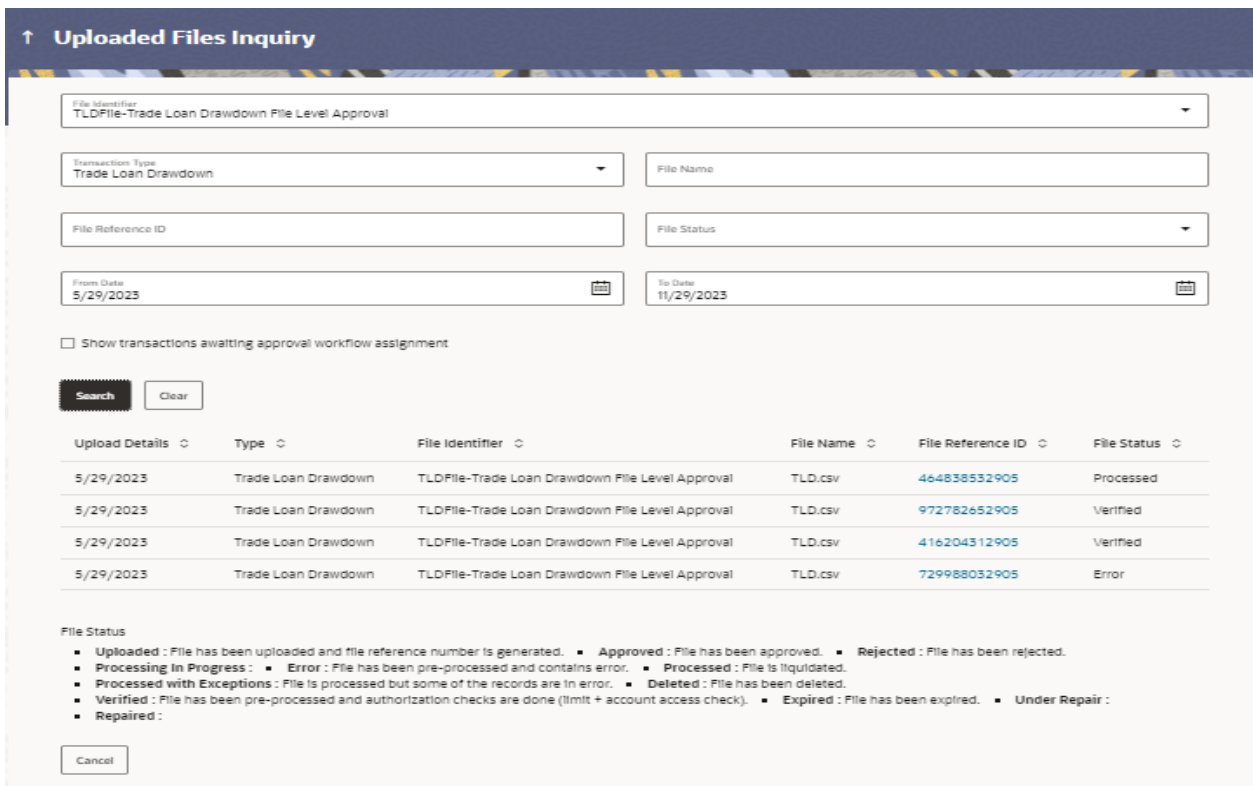 Uploaded Files Inquiry
File Identifier
TLDFile-Trade Loan Drawdown File Level Approval
Transaction Type
Trade Loan Drawdown
File Name
File Reference ID
File Status
From Date
5/29/2023
To Date
11/29/2023
Show transactions awaiting approval workflow assignment
Search Clear
Upload Details Type File Identifier File Name File Reference ID File Status
5/29/2023 Trade Loan Drawdown TLDFile-Trade Loan Drawdown File Level Approval TLD.csv 464838532905 Processed
5/29/2023 Trade Loan Drawdown TLDFile-Trade Loan Drawdown File Level Approval TLD.csv 972782652905 Verified
5/29/2023 Trade Loan Drawdown TLDFile-Trade Loan Drawdown File Level Approval TLD.csv 416204312905 Verified
5/29/2023 Trade Loan Drawdown TLDFile-Trade Loan Drawdown File Level Approval TLD.csv 729988032905 Error
File Status
▪ Uploaded : File has been uploaded and file reference number is generated. ▪ Approved : File has been approved. ▪ Rejected : File has been rejected.
▪ Processing In Progress : ▪ Error : File has been pre-processed and contains error. ▪ Processed : File is liquidated.
▪ Processed with Exceptions : File is processed but some of the records are in error. ▪ Deleted : File has been deleted.
▪ Verified : File has been pre-processed and authorization checks are done (limit + account access check). ▪ Expired : File has been expired. ▪ Under Repair :
▪ Repaired :
Cancel